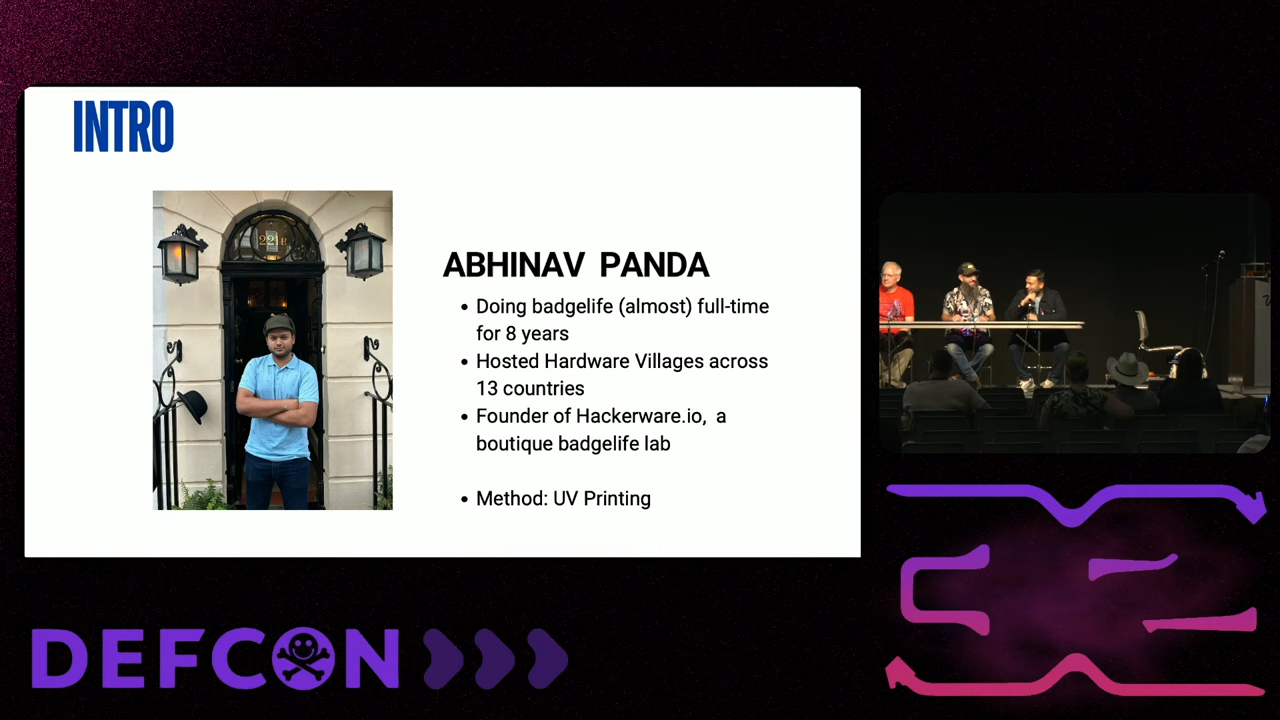 INTRO
221B
ABHINAV PANDA
• Doing badgelife (almost) full-time
for 8 years
• Hosted Hardware Villages across
13 countries
• Founder of Hackerware.io, a
boutique badgelife lab
• Method: UV Printing
DEFCON